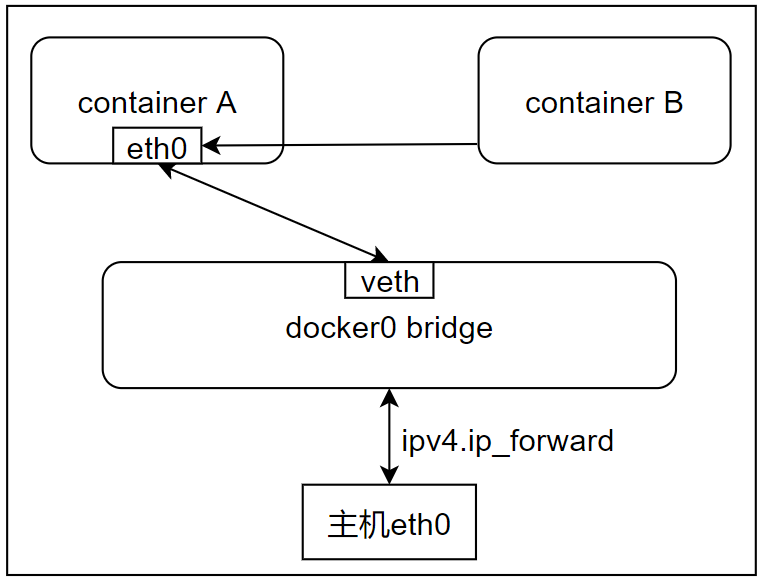 container A
container B
eth0
veth
docker0 bridge
ipv4.ip_forward
主机eth0